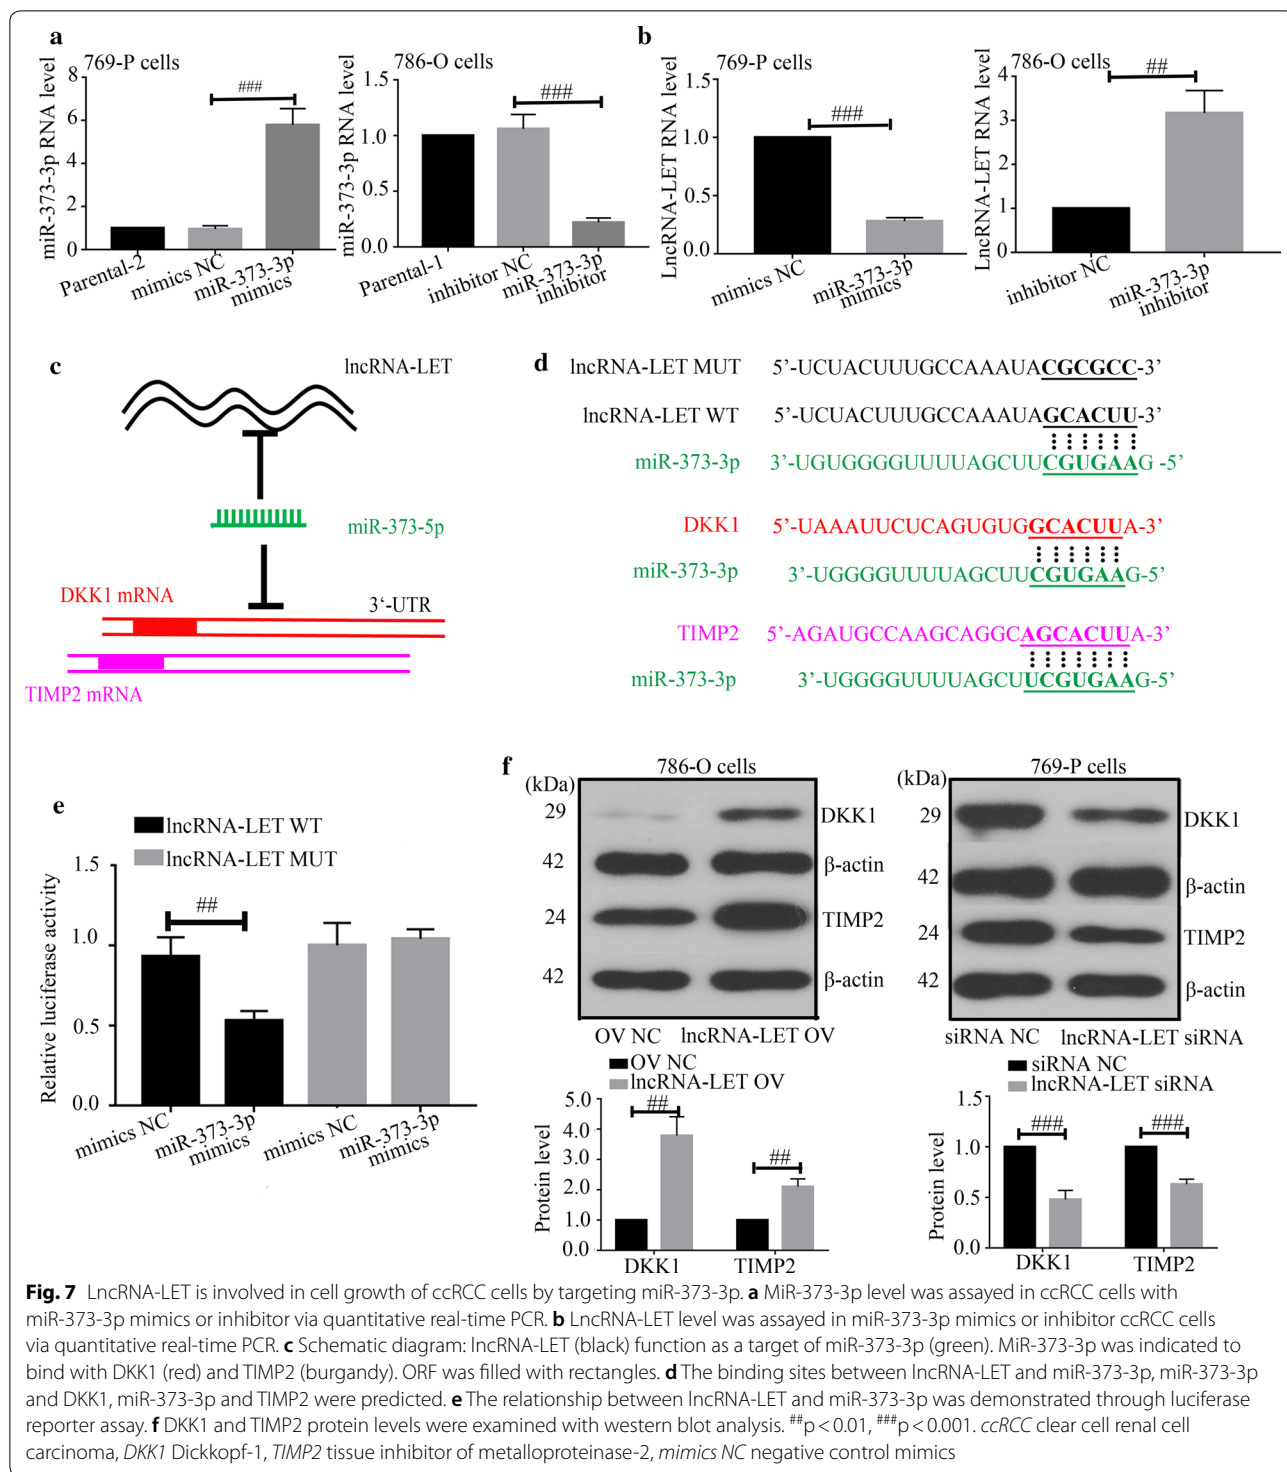 a
769-P cells
miR-373-3p RNA level
8
6
4
2
0
###
Parental-2
mimics NC
miR-373-3p
mimics
786-O cells
miR-373-3p RNA level
1.5
1.0
0.5
0.0
###
Parental-1
inhibitor NC
miR-373-3p
inhibitor
b
769-P cells
LncRNA-LET RNA level
1.5
1.0
0.5
0.0
###
mimics NC
miR-373-3p
mimics
786-O cells
LncRNA-LET RNA level
4
3
2
1
0
##
inhibitor NC
miR-373-3p
inhibitor
c
lncRNA-LET
miR-373-5p
DKK1 mRNA
3‘-UTR
TIMP2 mRNA
d
lncRNA-LET MUT 5’-UCUACUUUGCCAAAUACGCGCC-3’
lncRNA-LET WT 5’-UCUACUUUGCCAAAUAGCACUU-3’
miR-373-3p 3’-UGUGGGGUUUUAGCUUCGUGAAG -5’
DKK1 5’-UAAAUUCUCAGUGUGGCACUUA-3’
miR-373-3p 3’-UGGGGUUUUAGCUUCGUGAAG-5’
TIMP2 5’-AGAUGCCAAGCAGGCAGCACUUA-3’
miR-373-3p 3’-UGGGGUUUUAGCUUCGUGAAG-5’
e
lncRNA-LET WT
lncRNA-LET MUT
Relative luciferase activity
1.5
1.0
0.5
0.0
##
mimics NC
miR-373-3p
mimics
mimics NC
miR-373-3p
mimics
f
786-O cells
(kDa)
29 DKK1
42 β-actin
24 TIMP2
42 β-actin
OV NC lncRNA-LET OV
769-P cells
(kDa)
29 DKK1
42 β-actin
24 TIMP2
42 β-actin
siRNA NC lncRNA-LET siRNA
OV NC
lncRNA-LET OV
Protein level
5.0
4.0
3.0
2.0
1.0
0.0
##
##
DKK1 TIMP2
siRNA NC
lncRNA-LET siRNA
Protein level
1.5
1.0
0.5
0.0
###
###
DKK1 TIMP2
Fig. 7 LncRNA-LET is involved in cell growth of ccRCC cells by targeting miR-373-3p. a MiR-373-3p level was assayed in ccRCC cells with
miR-373-3p mimics or inhibitor via quantitative real-time PCR. b LncRNA-LET level was assayed in miR-373-3p mimics or inhibitor ccRCC cells
via quantitative real-time PCR. c Schematic diagram: lncRNA-LET (black) function as a target of miR-373-3p (green). MiR-373-3p was indicated to
bind with DKK1 (red) and TIMP2 (burgandy). ORF was filled with rectangles. d The binding sites between lncRNA-LET and miR-373-3p, miR-373-3p
and DKK1, miR-373-3p and TIMP2 were predicted. e The relationship between lncRNA-LET and miR-373-3p was demonstrated through luciferase
reporter assay. f DKK1 and TIMP2 protein levels were examined with western blot analysis. ##p < 0.01, ###p < 0.001. ccRCC clear cell renal cell
carcinoma, DKK1 Dickkopf-1, TIMP2 tissue inhibitor of metalloproteinase-2, mimics NC negative control mimics